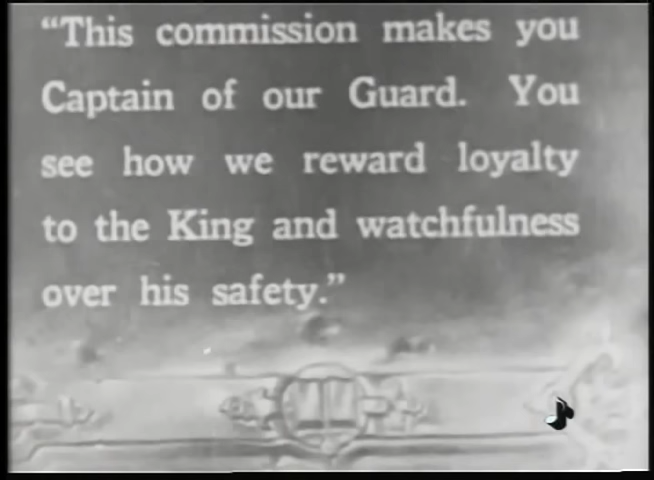 “This commission makes you
Captain of our Guard. You
see how we reward loyalty
to the King and watchfulness
over his safety.”